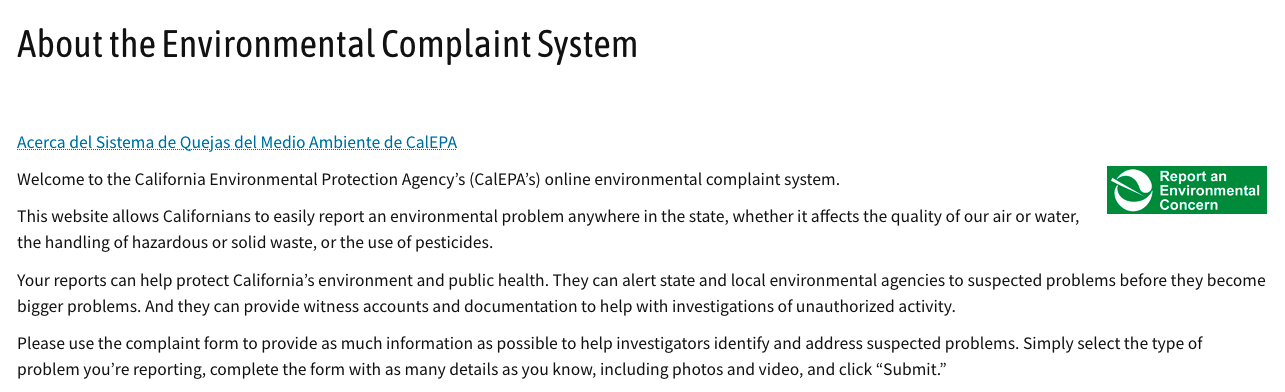 About the Environmental Complaint System
Acerca del Sistema de Quejas del Medio Ambiente de CalEPA
Welcome to the California Environmental Protection Agency’s (CalEPA’s) online environmental complaint system.
Report an
Environmental
Concern
This website allows Californians to easily report an environmental problem anywhere in the state, whether it affects the quality of our air or water,
the handling of hazardous or solid waste, or the use of pesticides.
Your reports can help protect California’s environment and public health. They can alert state and local environmental agencies to suspected problems before they become
bigger problems. And they can provide witness accounts and documentation to help with investigations of unauthorized activity.
Please use the complaint form to provide as much information as possible to help investigators identify and address suspected problems. Simply select the type of
problem you’re reporting, complete the form with as many details as you know, including photos and video, and click “Submit.”